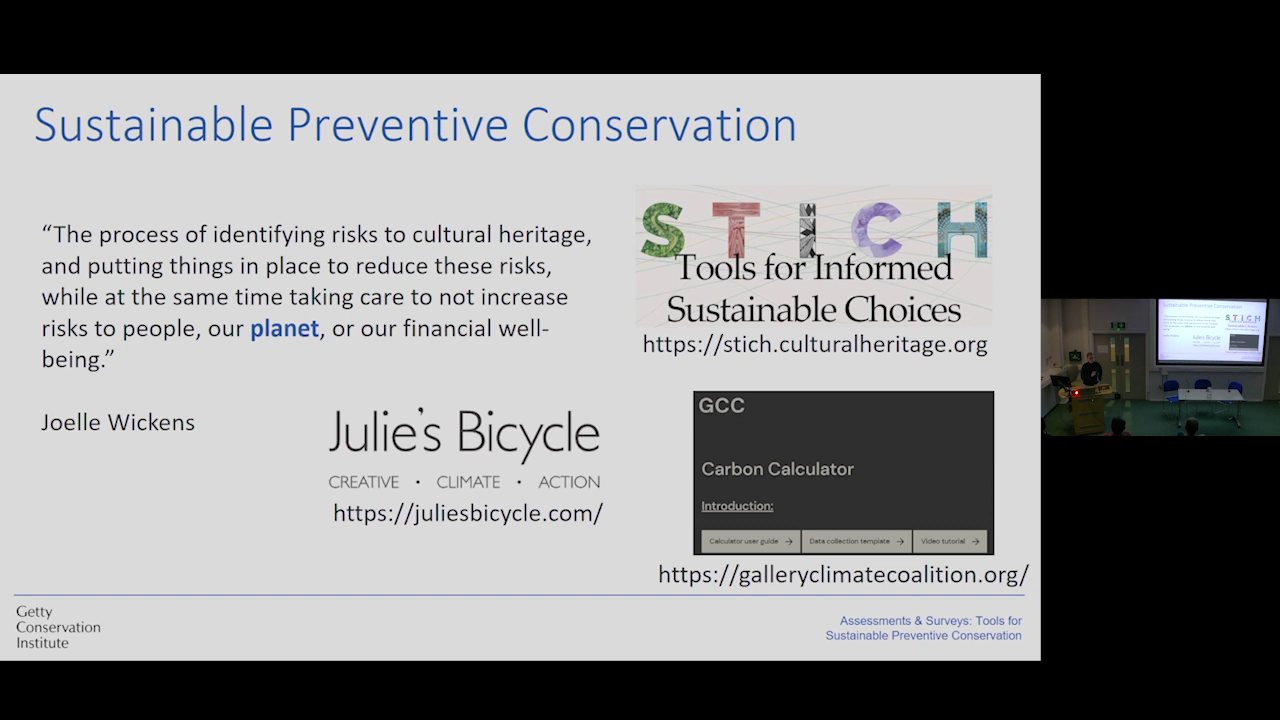 Sustainable Preventive Conservation
“The process of identifying risks to cultural heritage,
and putting things in place to reduce these risks,
while at the same time taking care to not increase
risks to people, our planet, or our financial well-
being.”
Joelle Wickens
STICH
Tools for Informed
Sustainable Choices
https://stich.culturalheritage.org
Julie's Bicycle
CREATIVE • CLIMATE • ACTION
https://juliesbicycle.com/
GCC
Carbon Calculator
Introduction:
Calculator user guide →
Data collection template →
Video tutorial →
https://galleryclimatecoalition.org/
Getty
Conservation
Institute
Assessments & Surveys: Tools for
Sustainable Preventive Conservation